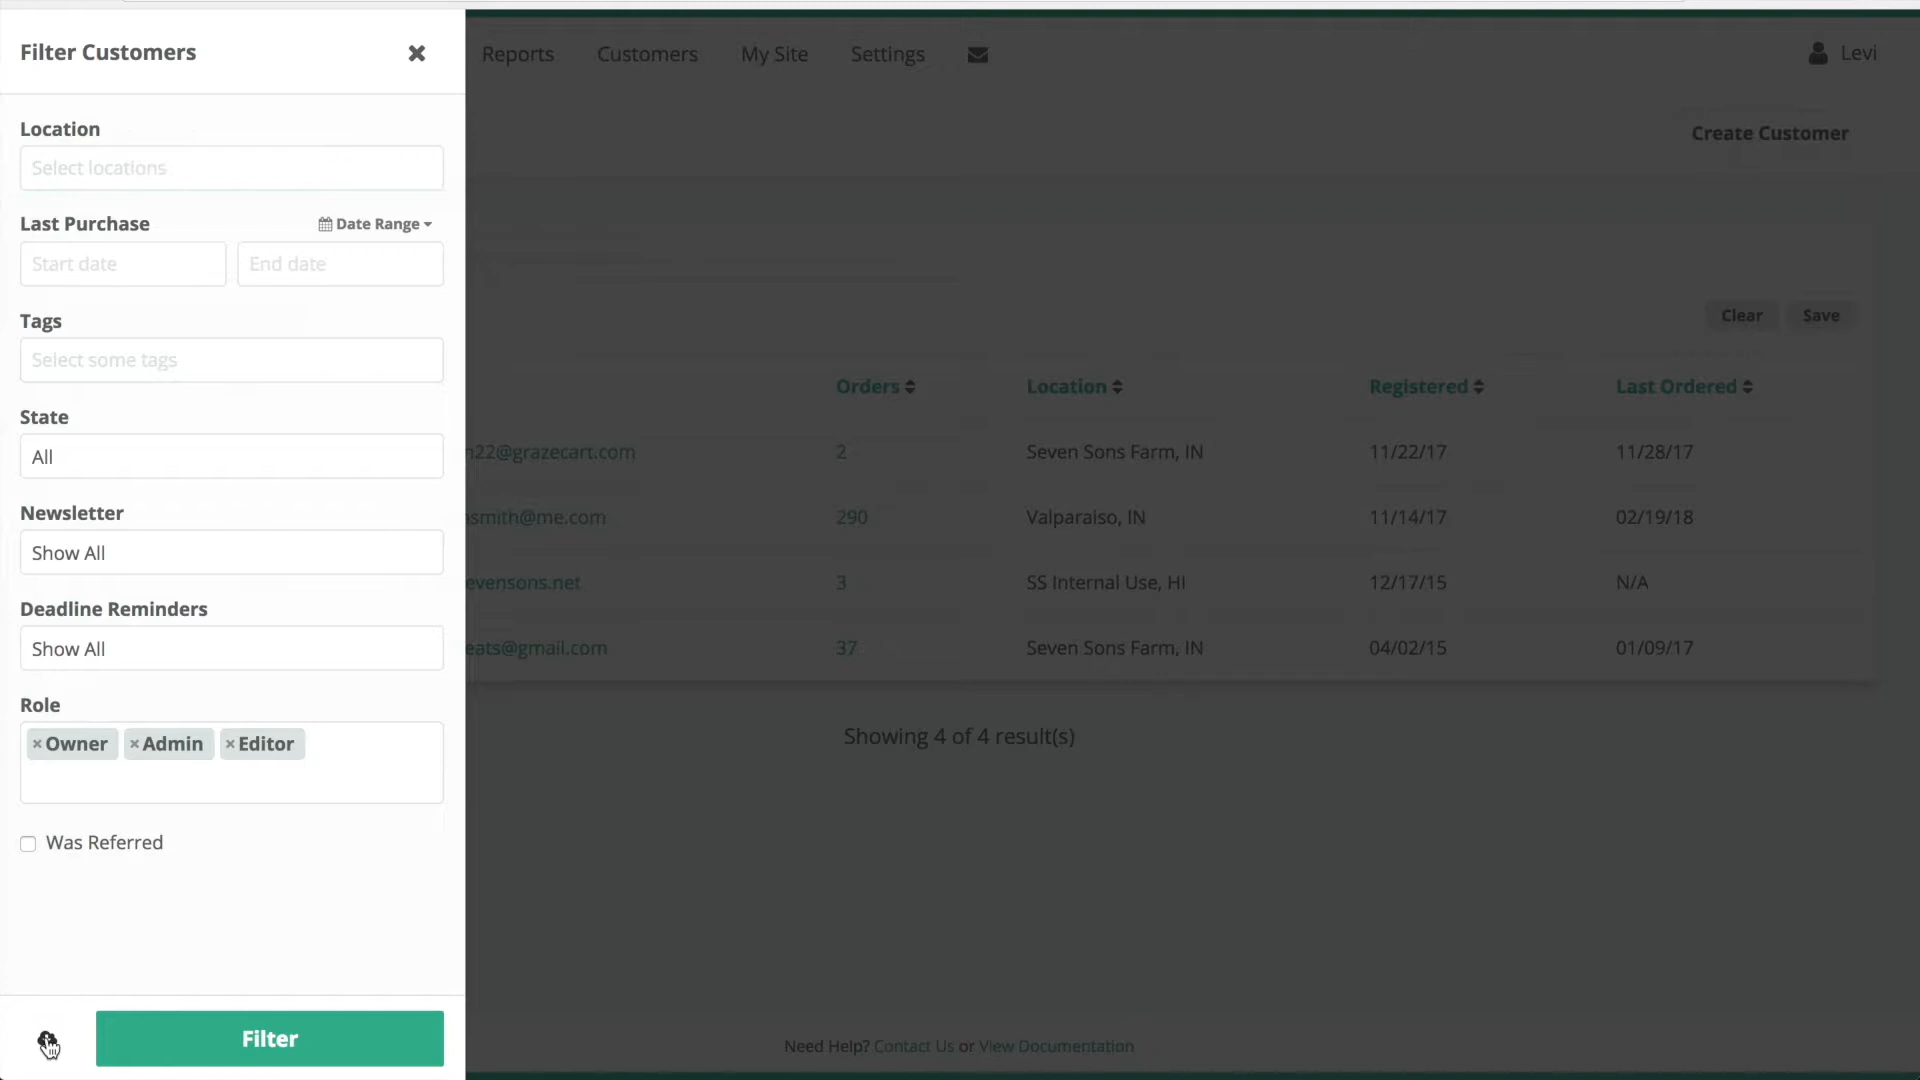 Filter Customers
Reports Customers My Site Settings
Levi
Create Customer
Location
Select locations
Last Purchase
Date Range
Start date
End date
Tags
Select some tags
State
All
Newsletter
Show All
Deadline Reminders
Show All
Role
×Owner ×Admin ×Editor
Was Referred
Filter
Clear Save
Orders Location Registered Last Ordered
22@grazecart.com 2 Seven Sons Farm, IN 11/22/17 11/28/17
smith@me.com 290 Valparaiso, IN 11/14/17 02/19/18
evensons.net 3 SS Internal Use, HI 12/17/15 N/A
eats@gmail.com 37 Seven Sons Farm, IN 04/02/15 01/09/17
Showing 4 of 4 result(s)
Need Help? Contact Us or View Documentation